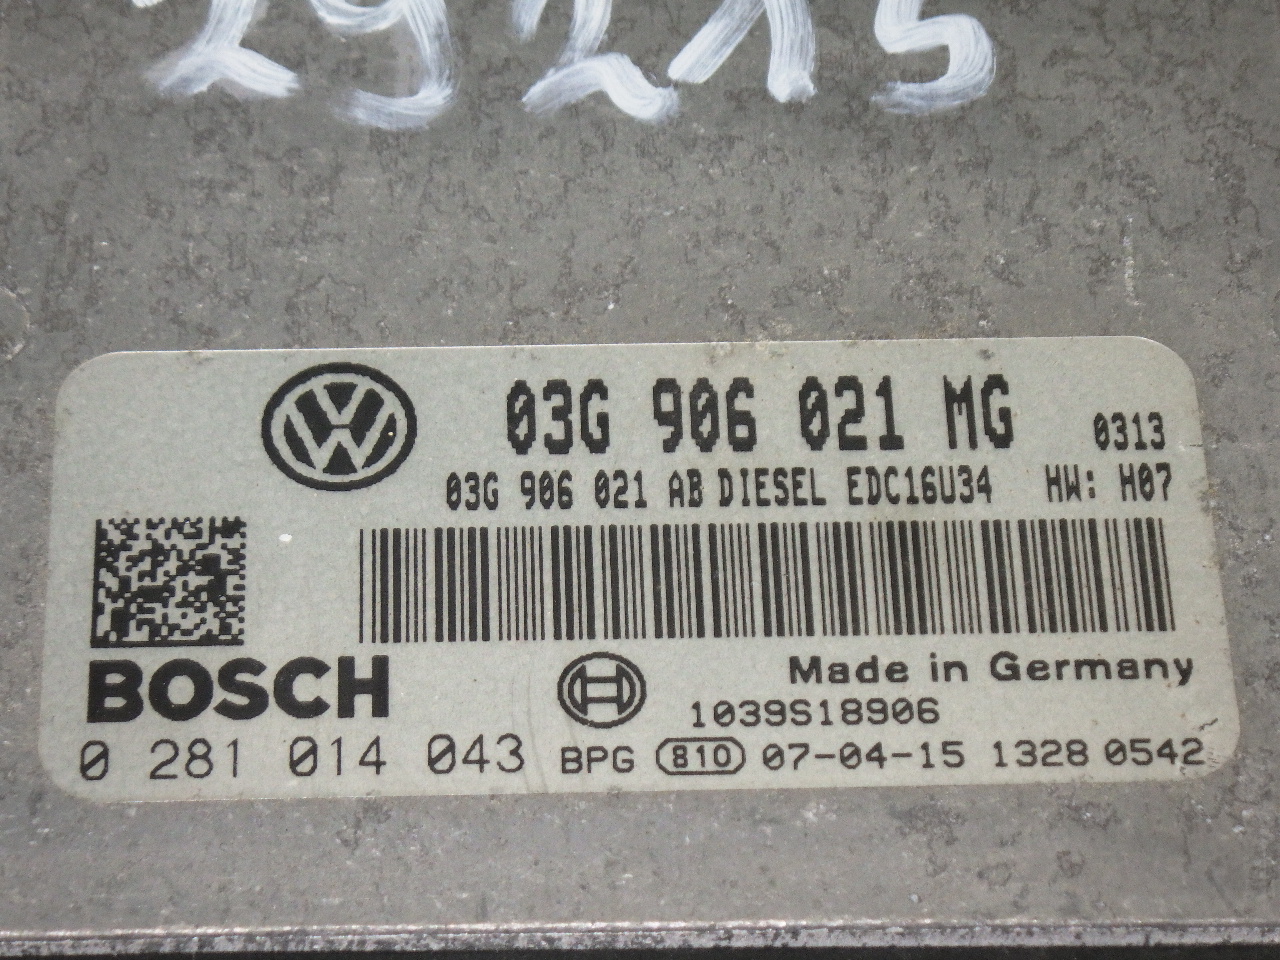 29215
03G 906 021 MG 0313
03G 906 021 AB DIESEL EDC16U34 HW: H07
BOSCH
Made in Germany
1039S18906
0 281 014 043 BPG 810 07-04-15 1328 0542